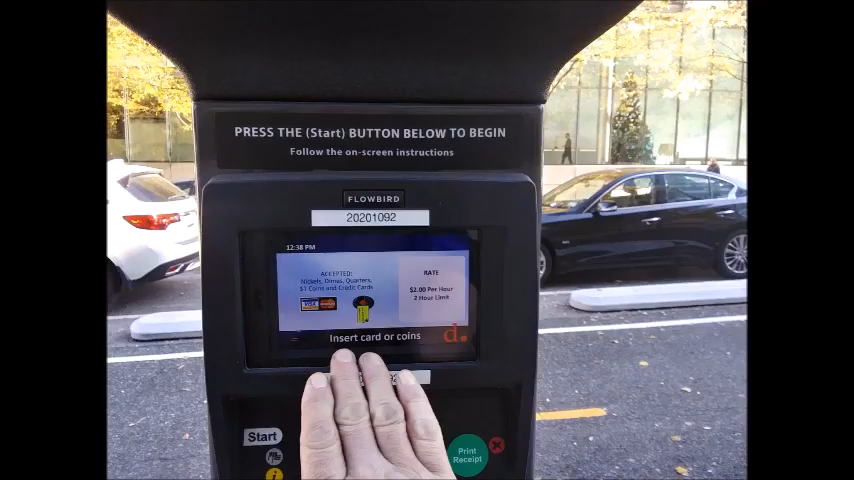 PRESS THE (Start) BUTTON BELOW TO BEGIN
Follow the on-screen instructions
FLOWBIRD
20201092
12:38 PM
ACCEPTED:
Nickels, Dimes, Quarters,
$1 Coins and Credit Cards
VISA
RATE
$2.00 Per Hour
2 Hour Limit
Insert card or coins
d.
Start
i
Print
Receipt